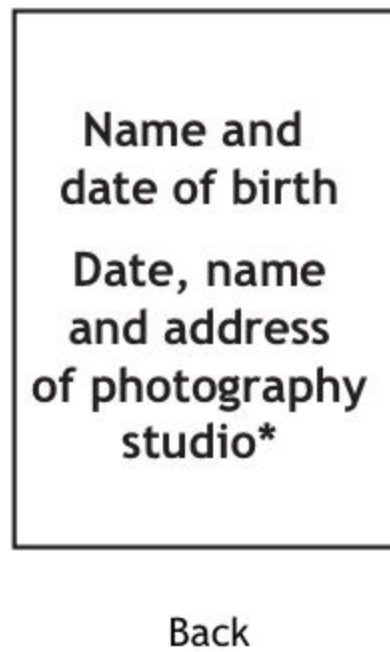 Name and
date of birth
Date, name
and address
of photography
studio*
Back